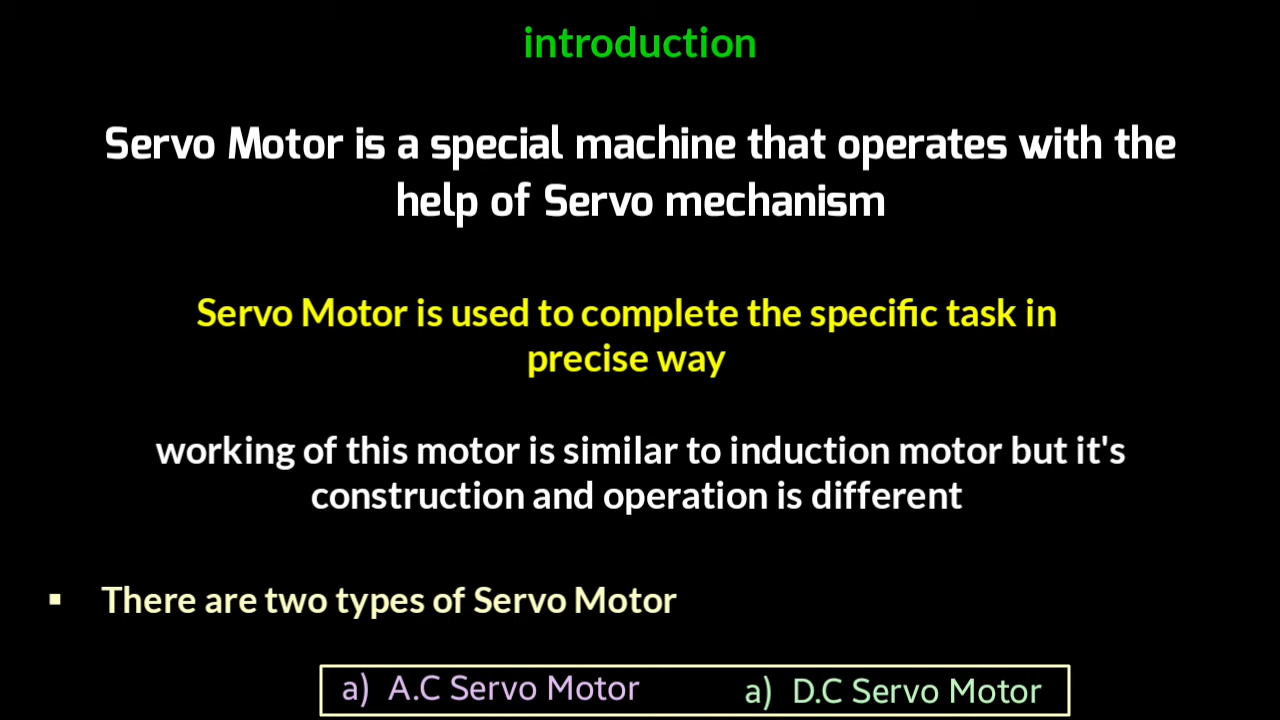 introduction
Servo Motor is a special machine that operates with the
help of Servo mechanism
Servo Motor is used to complete the specific task in
precise way
working of this motor is similar to induction motor but it's
construction and operation is different
▪ There are two types of Servo Motor
a) A.C Servo Motor a) D.C Servo Motor